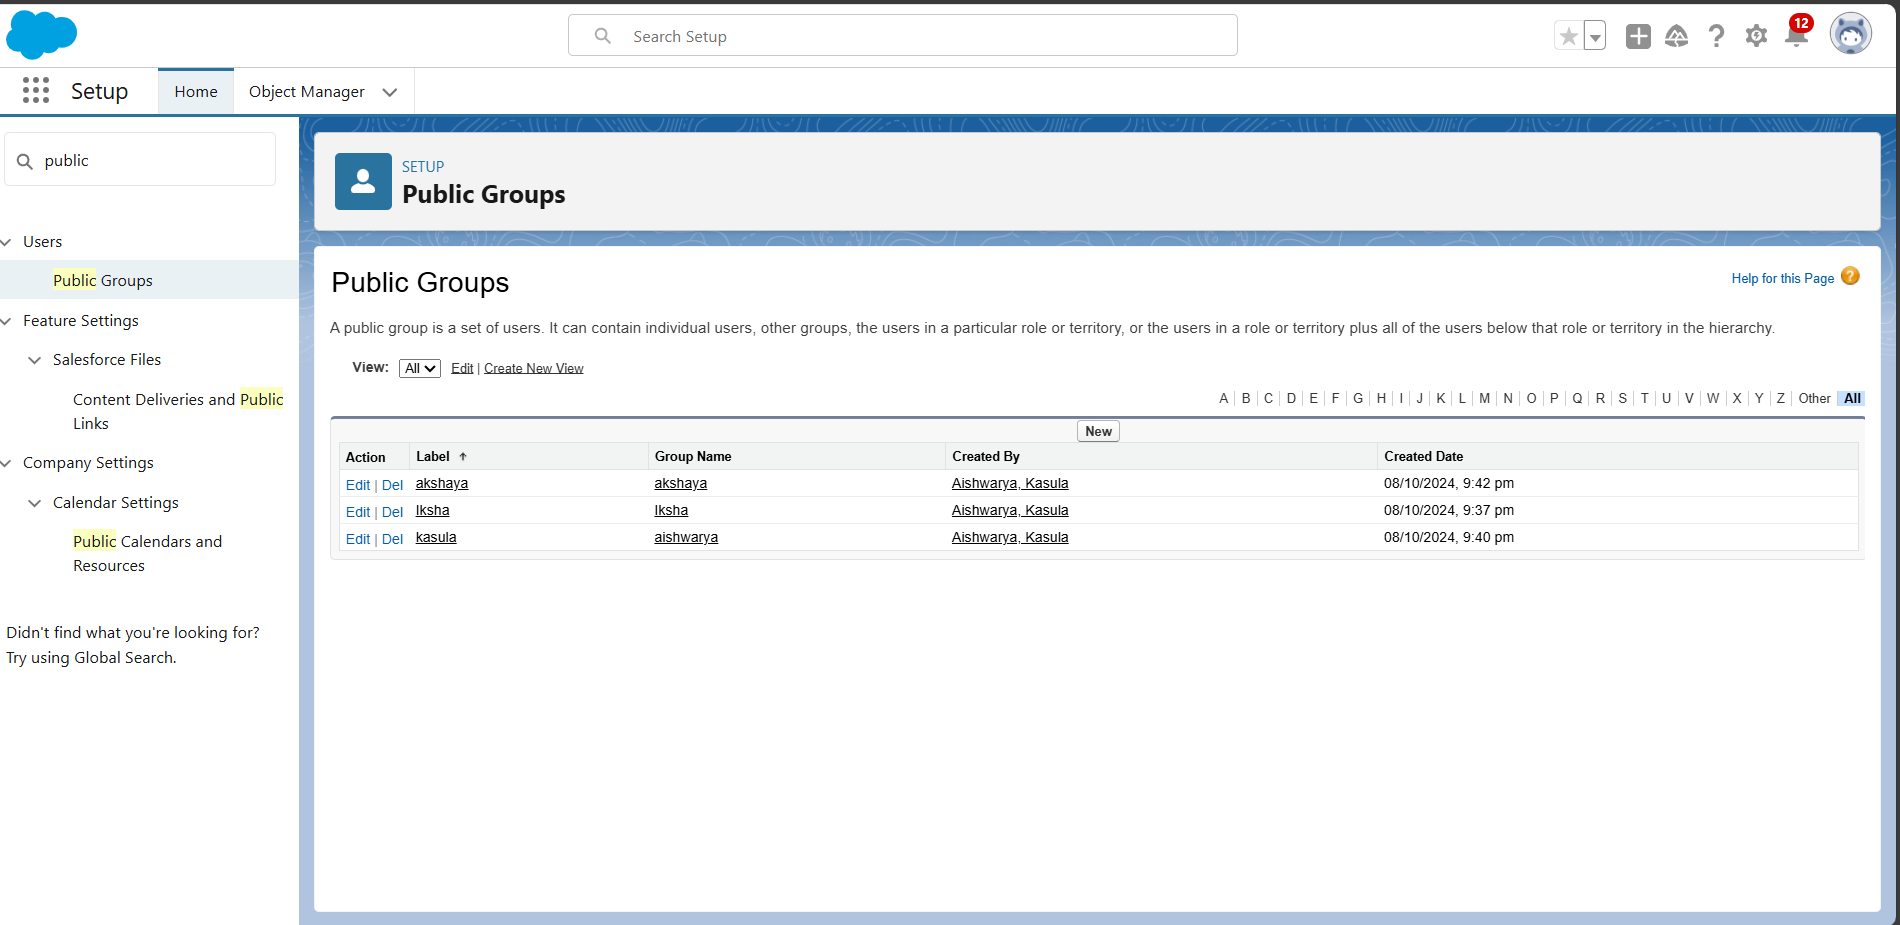 Search Setup
12
Setup
Home
Object Manager
public
Users
Public Groups
Feature Settings
Salesforce Files
Content Deliveries and Public
Links
Company Settings
Calendar Settings
Public Calendars and
Resources
Didn't find what you're looking for?
Try using Global Search.
SETUP
Public Groups
Public Groups
Help for this Page ?
A public group is a set of users. It can contain individual users, other groups, the users in a particular role or territory, or the users in a role or territory plus all of the users below that role or territory in the hierarchy.
View: All Edit | Create New View
A | B | C | D | E | F | G | H | I | J | K | L | M | N | O | P | Q | R | S | T | U | V | W | X | Y | Z | Other | All
New
Action Label ↑ Group Name Created By Created Date
Edit | Del akshaya akshaya Aishwarya, Kasula 08/10/2024, 9:42 pm
Edit | Del Iksha Iksha Aishwarya, Kasula 08/10/2024, 9:37 pm
Edit | Del kasula aishwarya Aishwarya, Kasula 08/10/2024, 9:40 pm